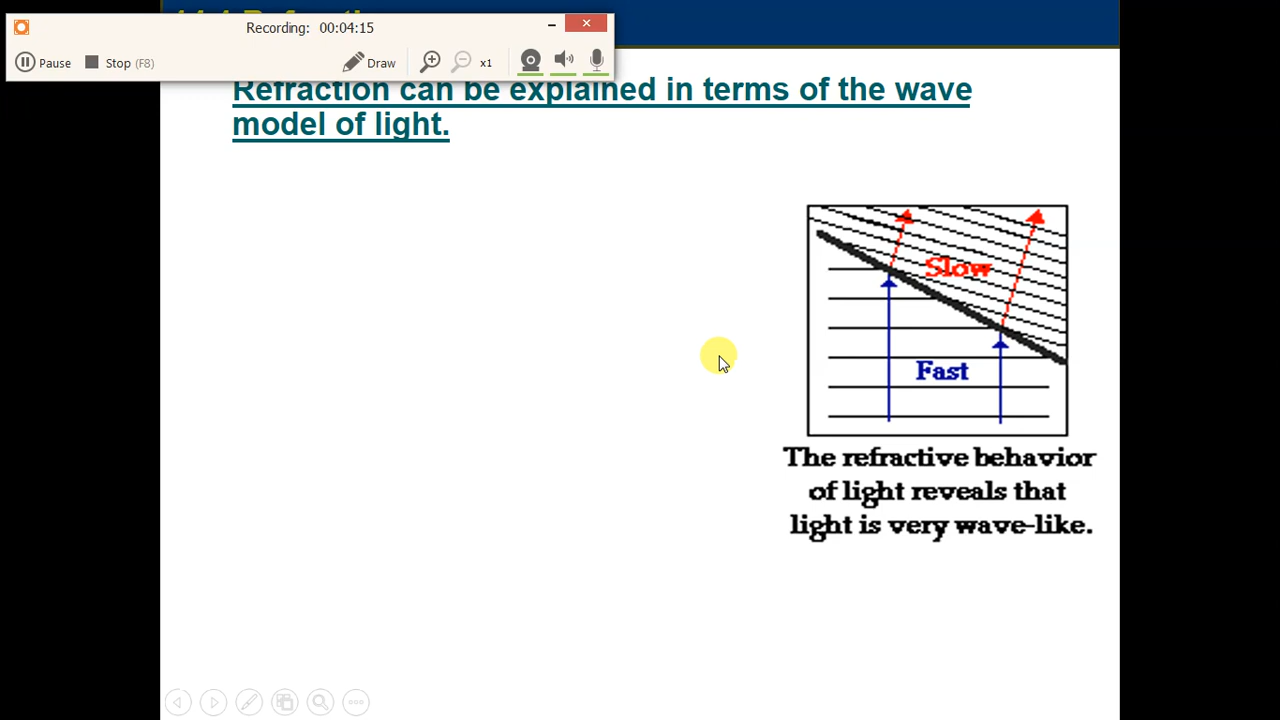 Recording: 00:04:15
Pause Stop (F8) Draw x1
Refraction can be explained in terms of the wave
model of light.
Slow
Fast
The refractive behavior
of light reveals that
light is very wave-like.